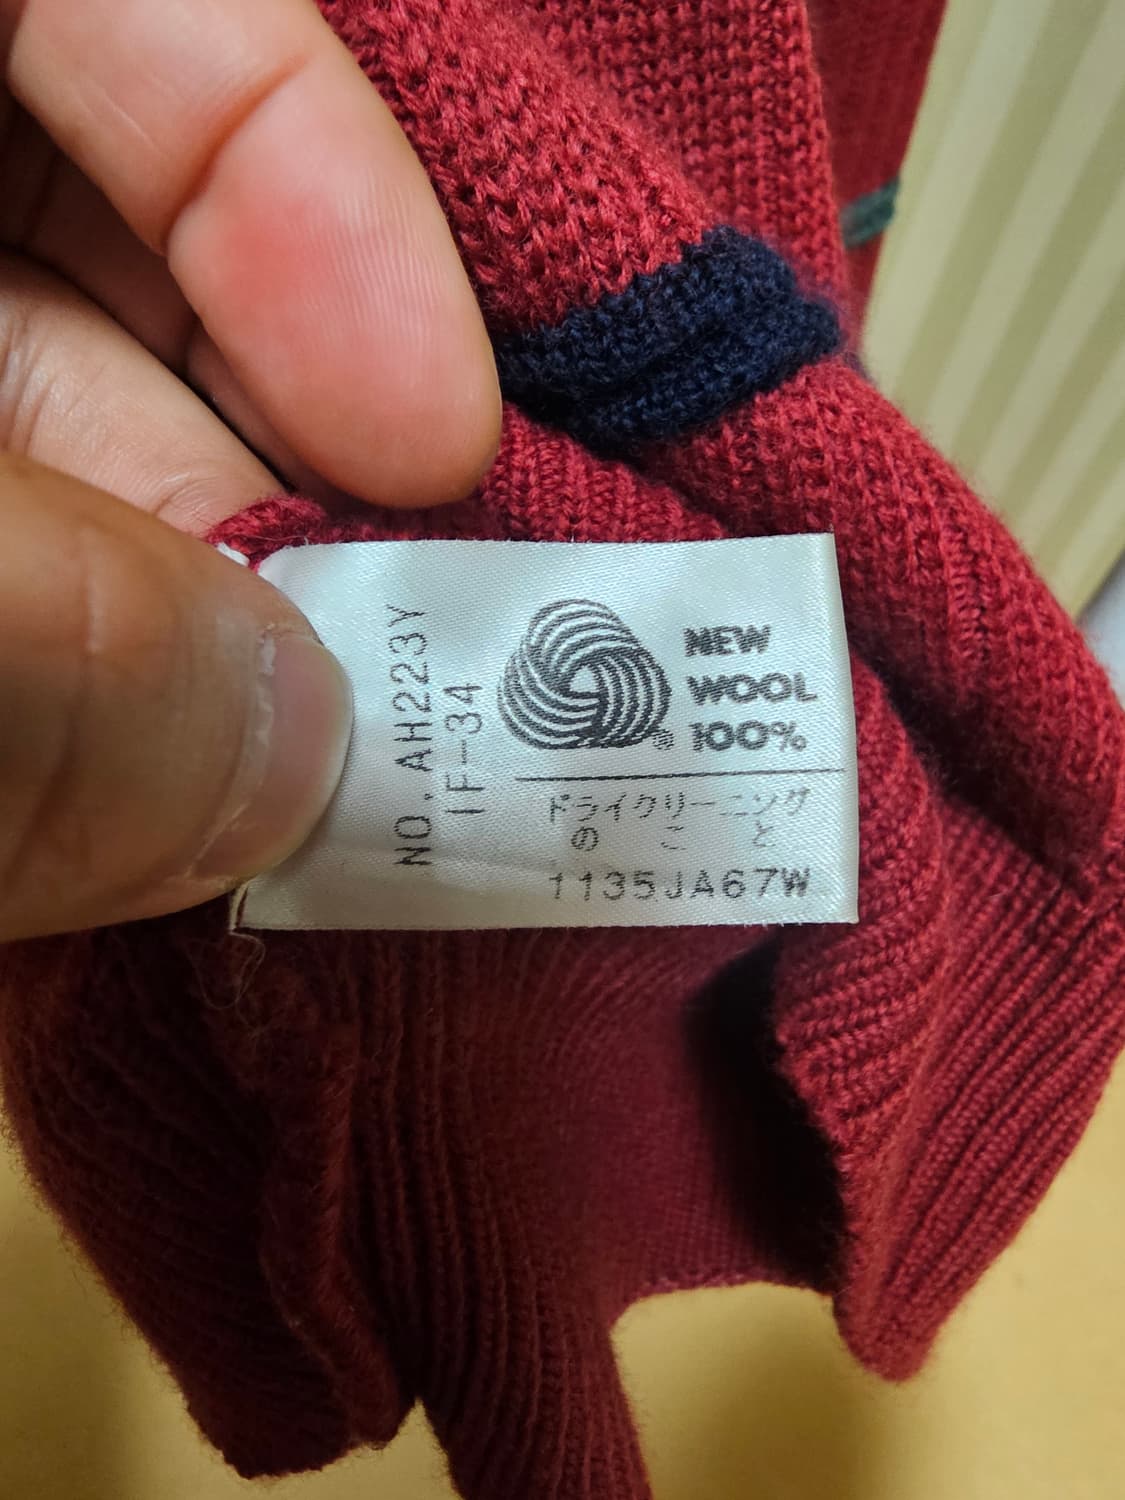 NEW
WOOL
100%
ドライクリーニング
のこと
1135JA67W
NO. AH223Y
IF-34